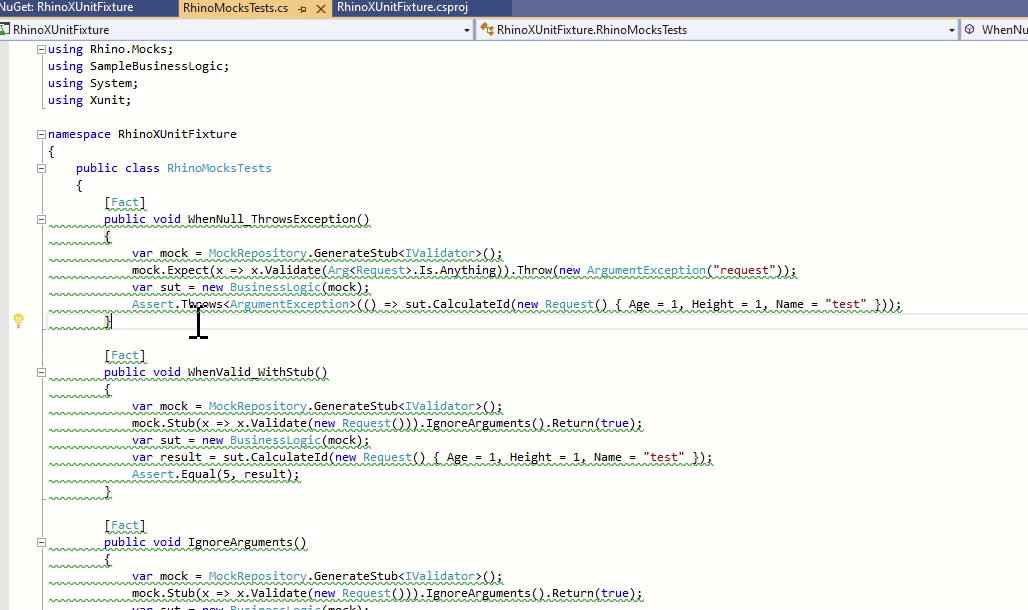 NuGet: RhinoXUnitFixture RhinoMocksTests.cs RhinoXUnitFixture.csproj
RhinoXUnitFixture RhinoXUnitFixture.RhinoMocksTests WhenNu
using Rhino.Mocks;
using SampleBusinessLogic;
using System;
using Xunit;
namespace RhinoXUnitFixture
{
public class RhinoMocksTests
{
[Fact]
public void WhenNull_ThrowsException()
{
var mock = MockRepository.GenerateStub<IValidator>();
mock.Expect(x => x.Validate(Arg<Request>.Is.Anything)).Throw(new ArgumentException("request"));
var sut = new BusinessLogic(mock);
Assert.Throws<ArgumentException>(() => sut.CalculateId(new Request() { Age = 1, Height = 1, Name = "test" }));
}
[Fact]
public void WhenValid_WithStub()
{
var mock = MockRepository.GenerateStub<IValidator>();
mock.Stub(x => x.Validate(new Request())).IgnoreArguments().Return(true);
var sut = new BusinessLogic(mock);
var result = sut.CalculateId(new Request() { Age = 1, Height = 1, Name = "test" });
Assert.Equal(5, result);
}
[Fact]
public void IgnoreArguments()
{
var mock = MockRepository.GenerateStub<IValidator>();
mock.Stub(x => x.Validate(new Request())).IgnoreArguments().Return(true);
var sut = new BusinessLogic(mock);